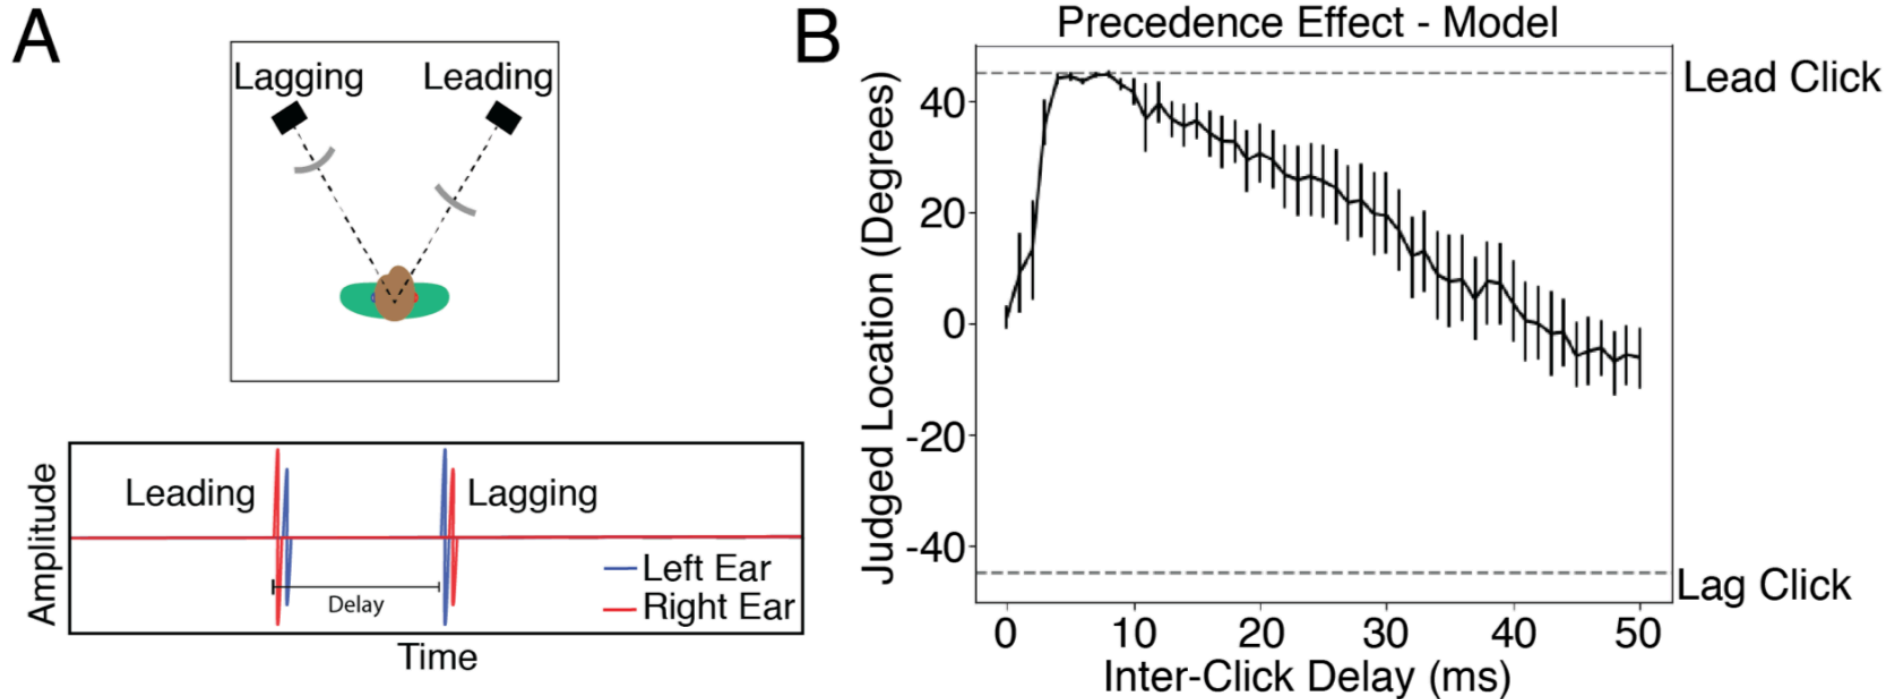 A
Lagging Leading
Leading Lagging
Delay
Left Ear
Right Ear
Amplitude
Time
B
Precedence Effect - Model
Lead Click
Lag Click
Judged Location (Degrees)
40
20
0
-20
-40
0 10 20 30 40 50
Inter-Click Delay (ms)